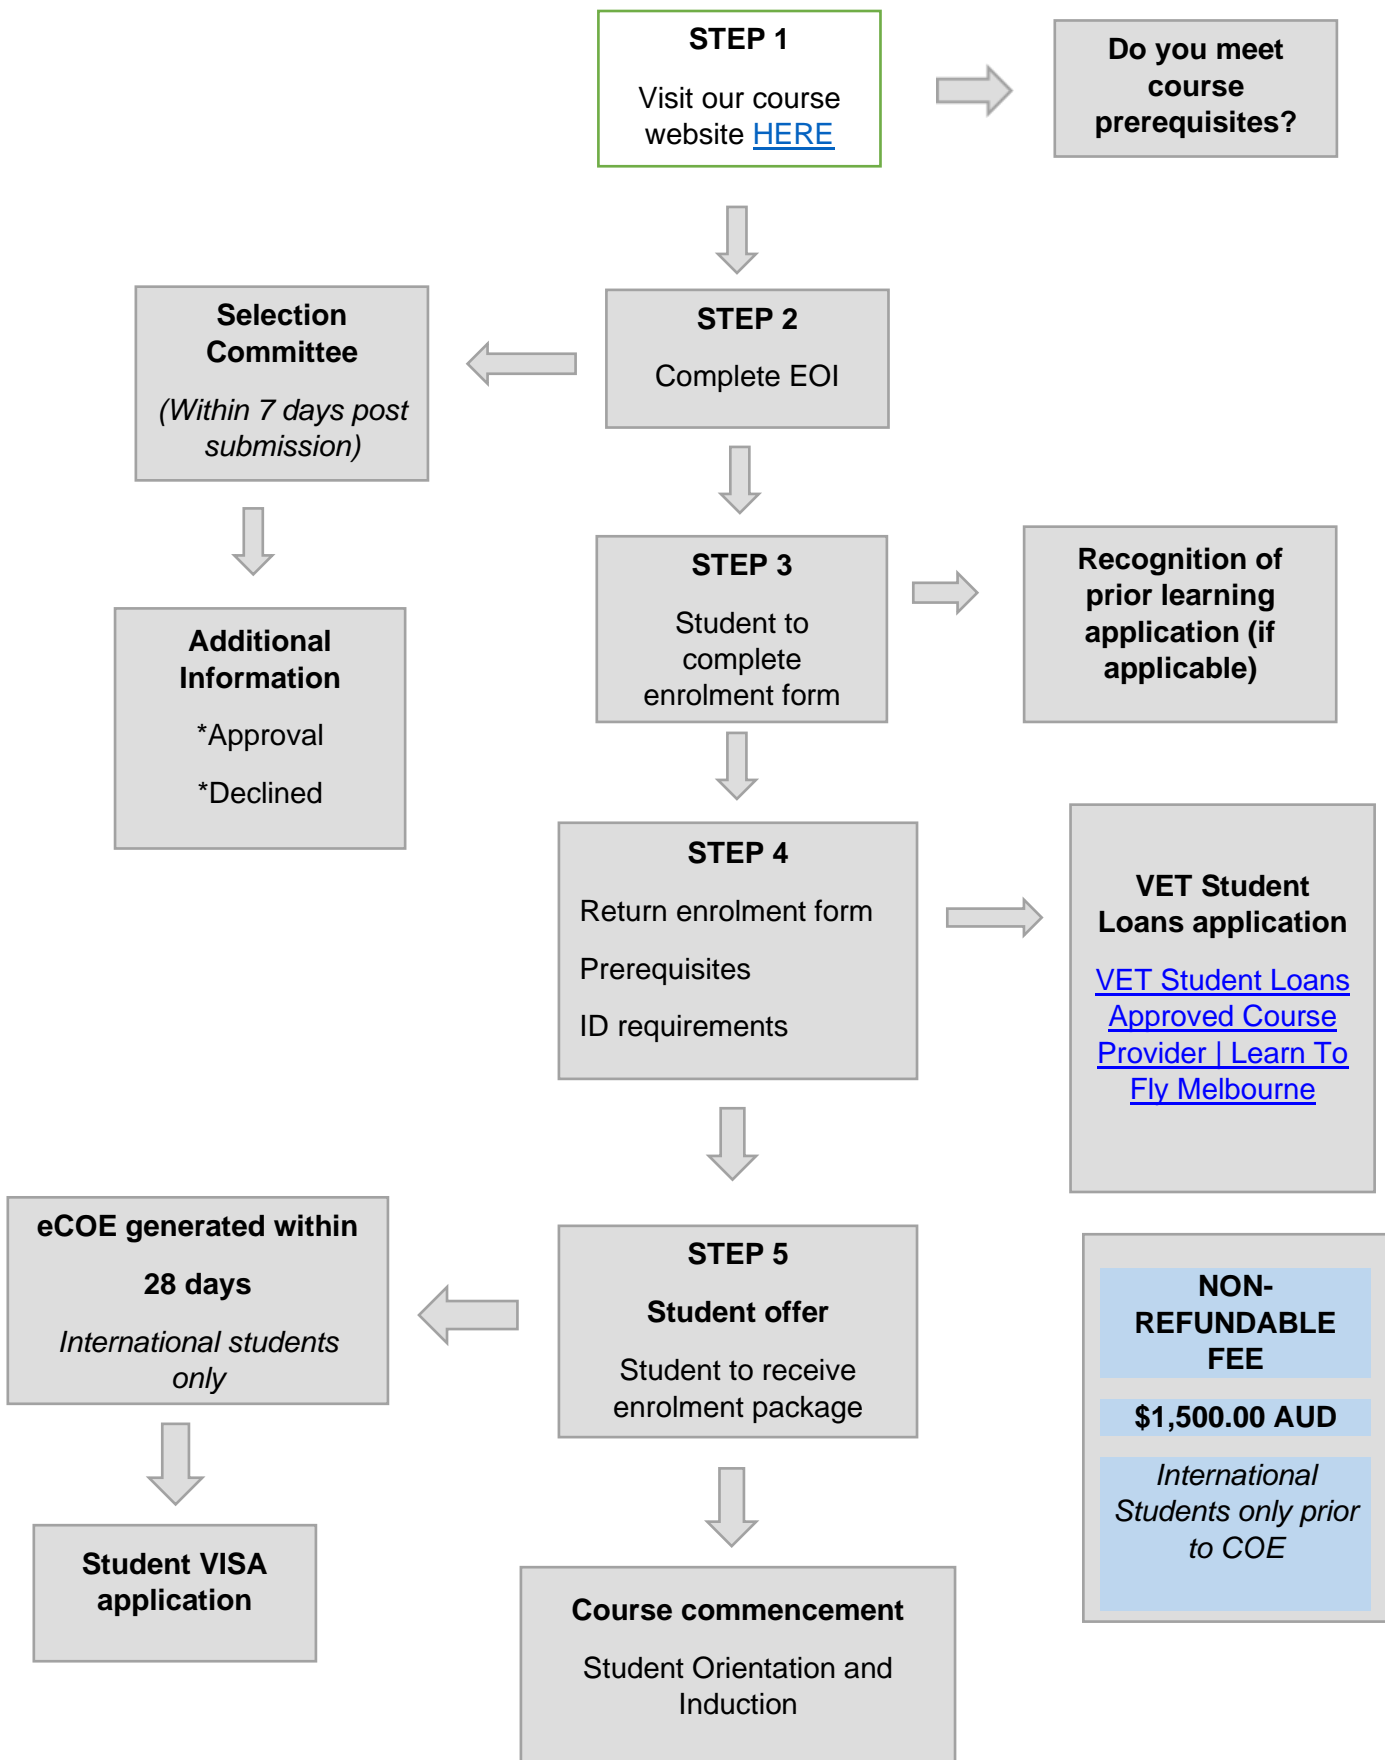 STEP 1
Visit our course
website HERE
Do you meet
course
prerequisites?
Selection
Committee
(Within 7 days post
submission)
STEP 2
Complete EOI
Additional
Information
*Approval
*Declined
STEP 3
Student to
complete
enrolment form
Recognition of
prior learning
application (if
applicable)
STEP 4
Return enrolment form
Prerequisites
ID requirements
VET Student
Loans application
VET Student Loans
Approved Course
Provider | Learn To
Fly Melbourne
eCOE generated within
28 days
International students
only
STEP 5
Student offer
Student to receive
enrolment package
NON-
REFUNDABLE
FEE
$1,500.00 AUD
International
Students only prior
to COE
Student VISA
application
Course commencement
Student Orientation and
Induction